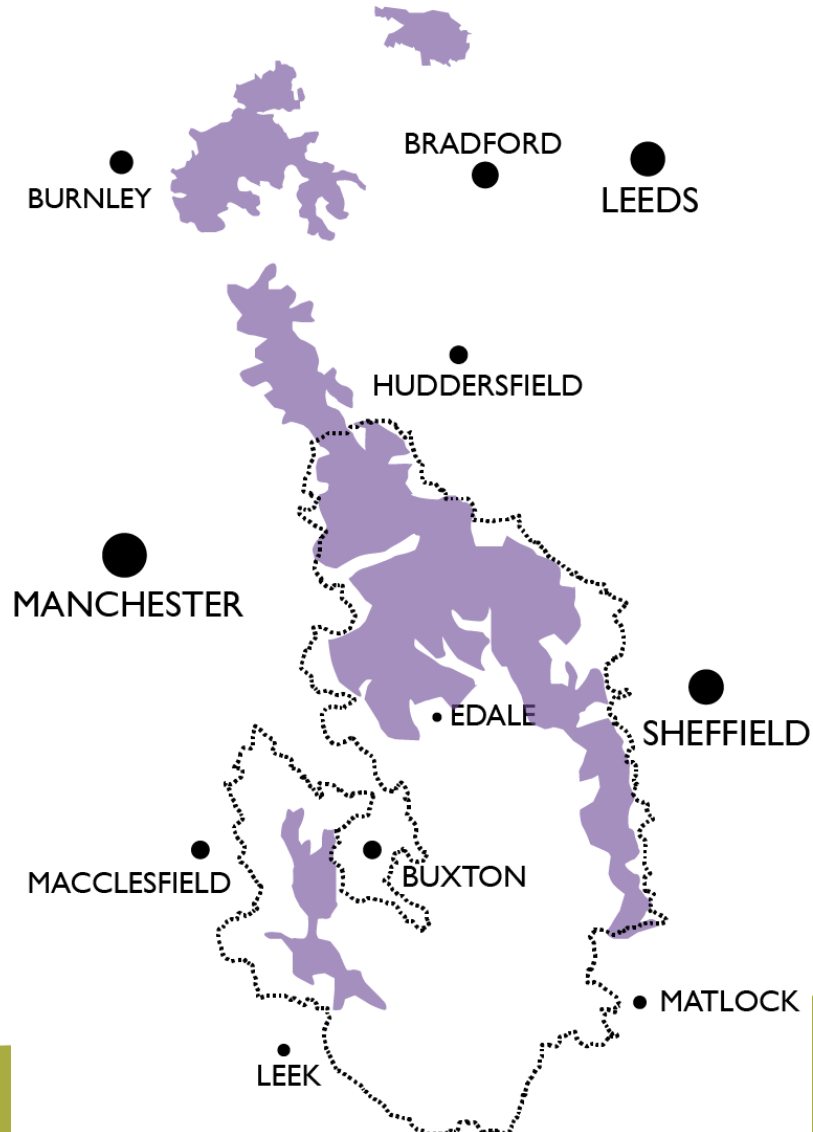 BRADFORD
BURNLEY
LEEDS
HUDDERSFIELD
MANCHESTER
EDALE
SHEFFIELD
MACCLESFIELD
BUXTON
MATLOCK
LEEK